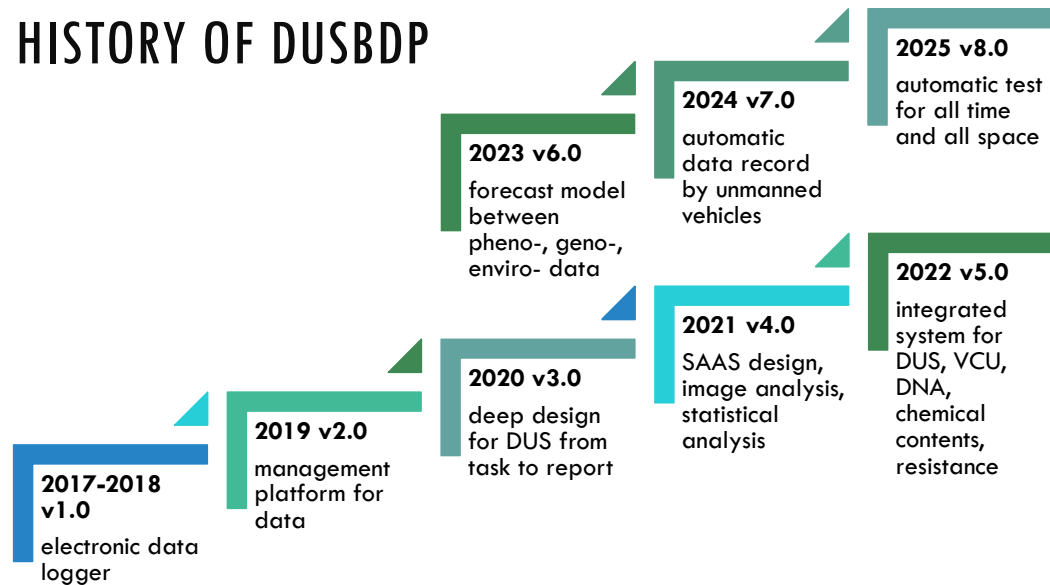 HISTORY OF DUSBDP
2017-2018
v1.0
electronic data
logger
2019 v2.0
management
platform for
data
2020 v3.0
deep design
for DUS from
task to report
2021 v4.0
SAAS design,
image analysis,
statistical
analysis
2022 v5.0
integrated
system for
DUS, VCU,
DNA,
chemical
contents,
resistance
2023 v6.0
forecast model
between
pheno-, geno-,
enviro- data
2024 v7.0
automatic
data record
by unmanned
vehicles
2025 v8.0
automatic test
for all time
and all space